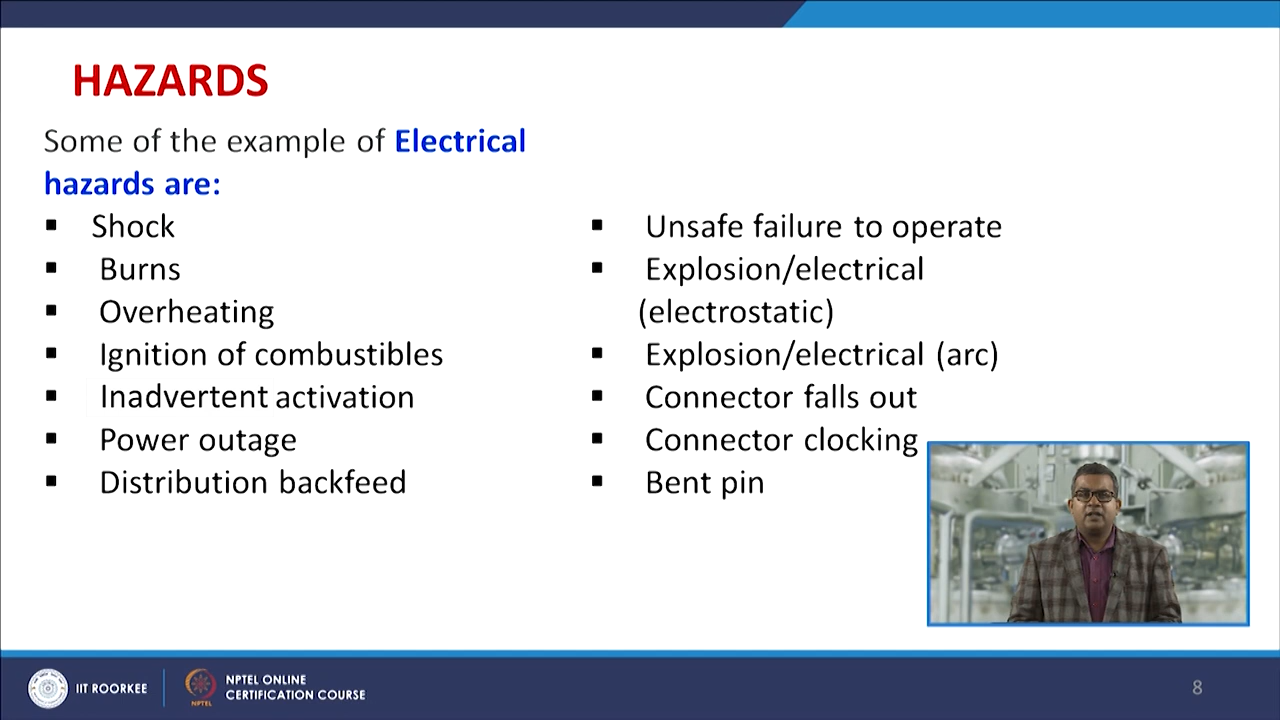 HAZARDS
Some of the example of Electrical
hazards are:
▪ Shock
▪ Burns
▪ Overheating
▪ Ignition of combustibles
▪ Inadvertent activation
▪ Power outage
▪ Distribution backfeed
▪ Unsafe failure to operate
▪ Explosion/electrical
(electrostatic)
▪ Explosion/electrical (arc)
▪ Connector falls out
▪ Connector clocking
▪ Bent pin
IIT ROORKEE
NPTEL
NPTEL ONLINE
CERTIFICATION COURSE
8